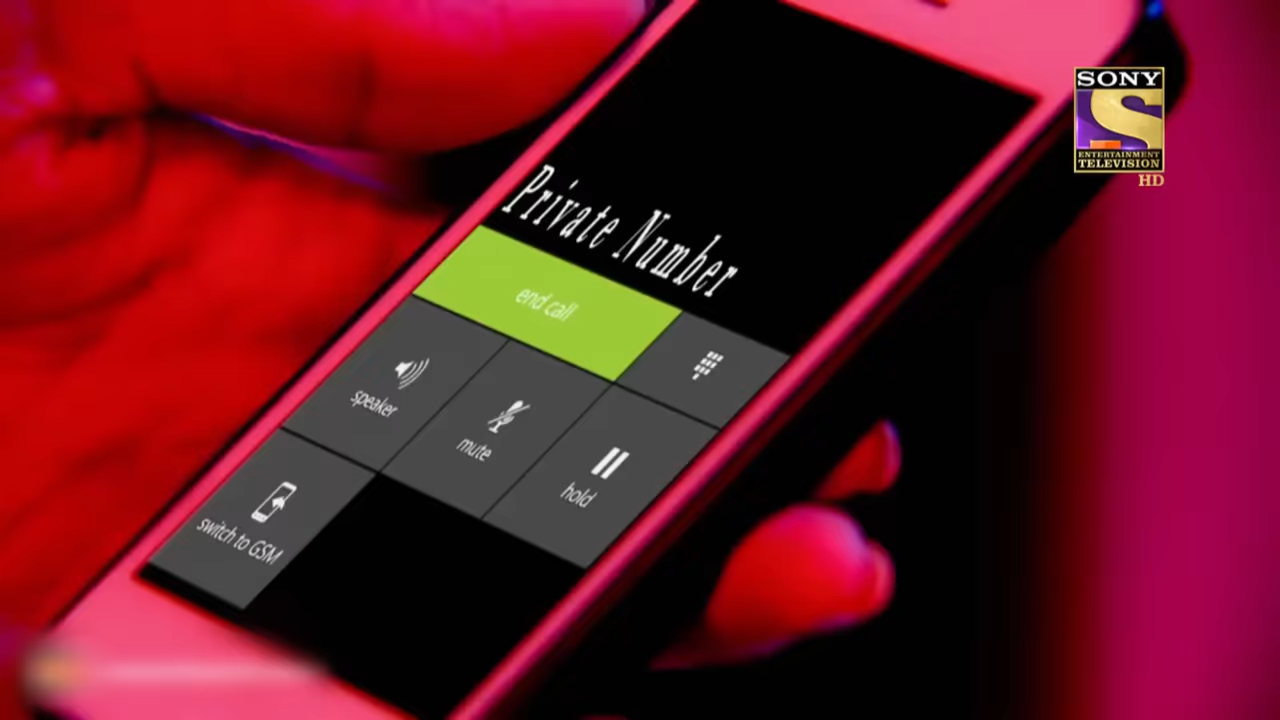 SONY
ENTERTAINMENT
TELEVISION
HD
Private Number
end call
speaker
mute
hold
switch to GSM